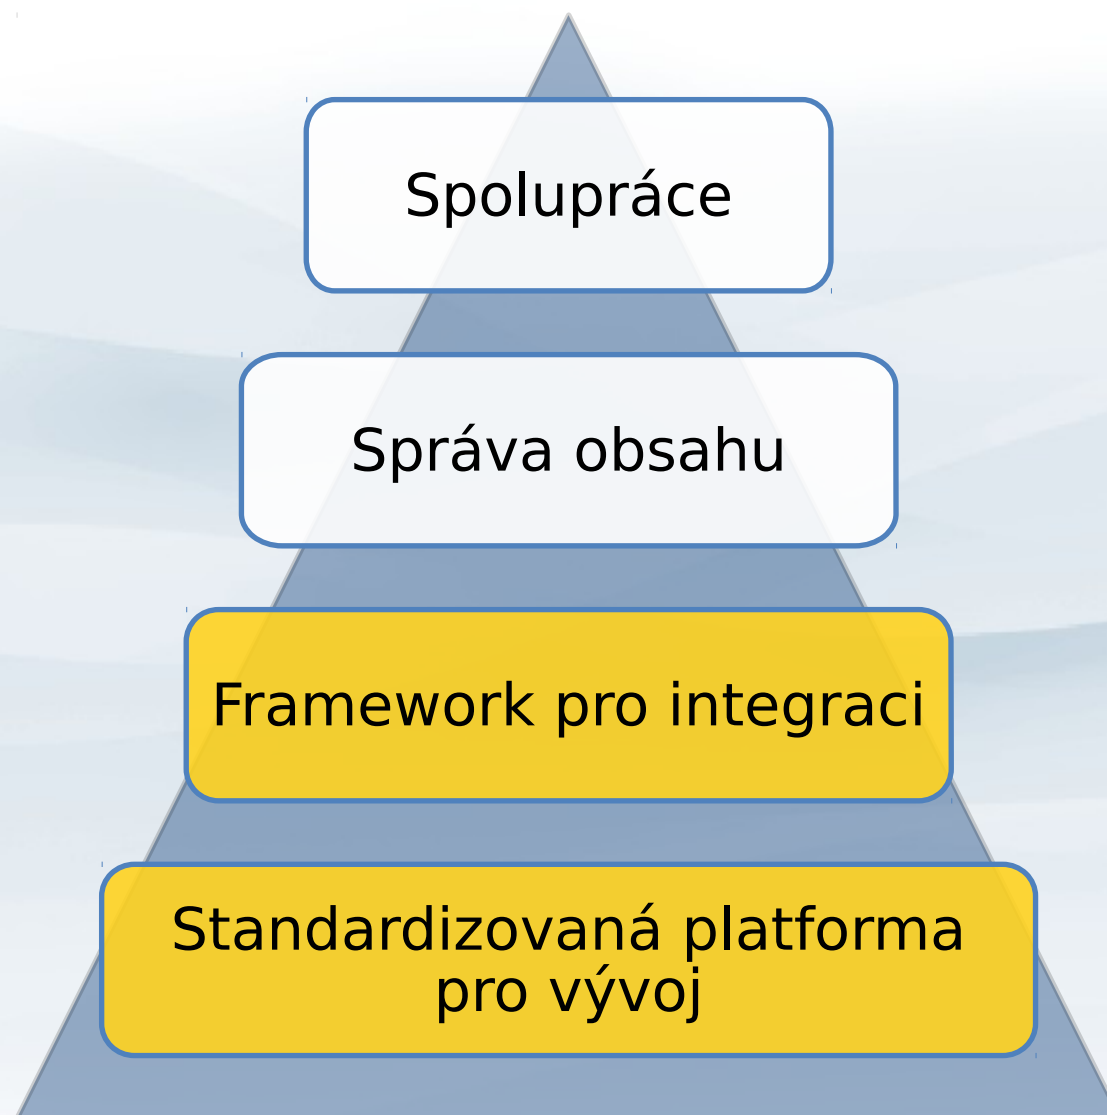 Spolupráce
Správa obsahu
Framework pro integraci
Standardizovaná platforma
pro vývoj